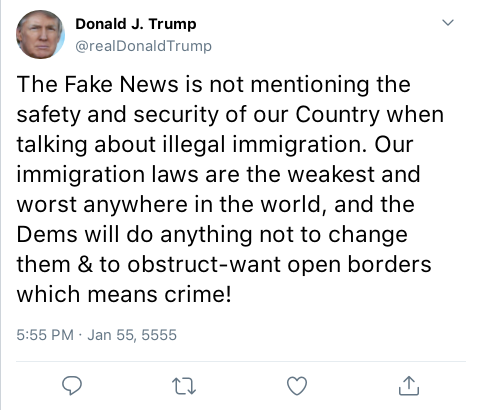 Donald J. Trump
@realDonaldTrump
The Fake News is not mentioning the
safety and security of our Country when
talking about illegal immigration. Our
immigration laws are the weakest and
worst anywhere in the world, and the
Dems will do anything not to change
them & to obstruct-want open borders
which means crime!
5:55 PM · Jan 55, 5555